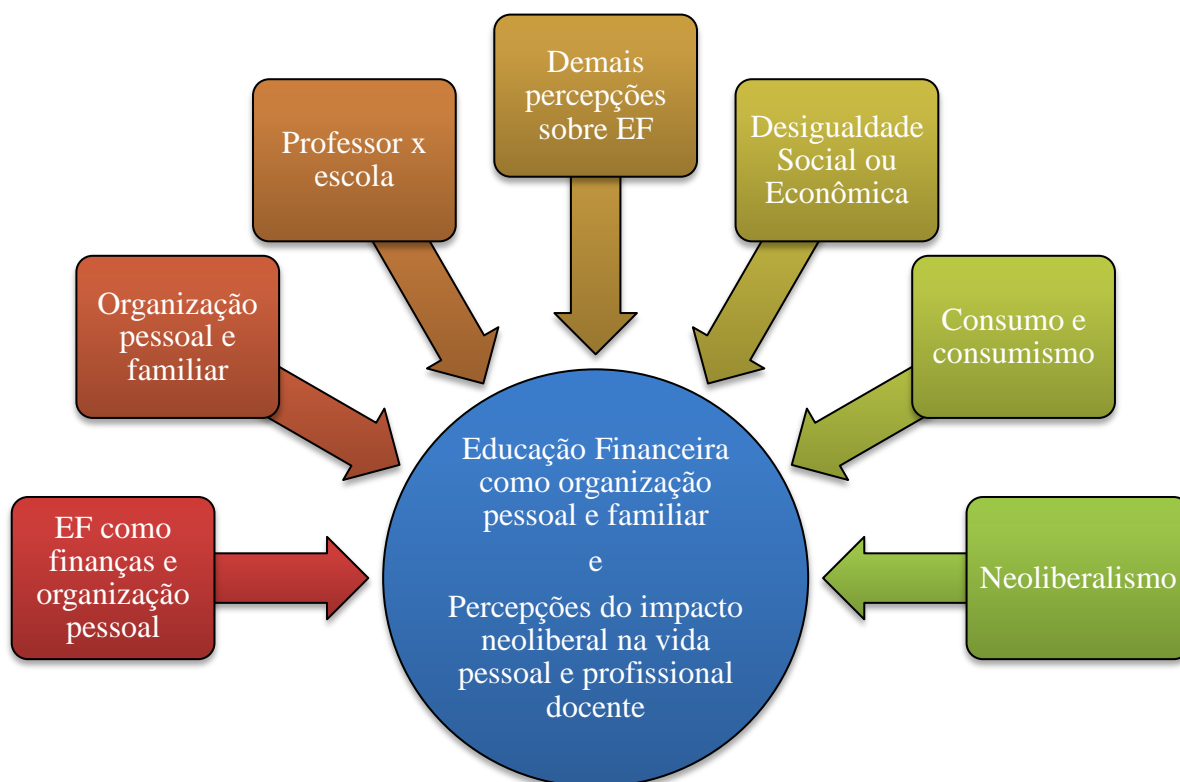 Demais
percepções
sobre EF
Professor x
escola
Desigualdade
Social ou
Econômica
Organização
pessoal e
familiar
Consumo e
consumismo
EF como
finanças e
organização
pessoal
Neoliberalismo
Educação Financeira
como organização
pessoal e familiar
e
Percepções do impacto
neoliberal na vida
pessoal e profissional
docente